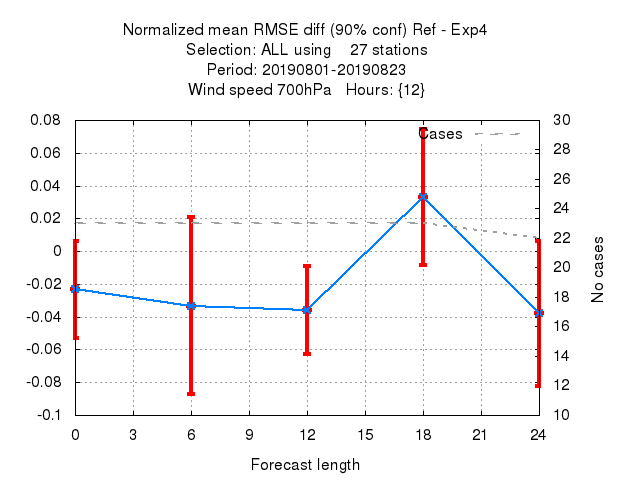 Normalized mean RMSE diff (90% conf) Ref - Exp4
Selection: ALL using    27 stations
Period: 20190801-20190823
Wind speed 700hPa   Hours: {12}
0.08
0.06
0.04
0.02
0
-0.02
-0.04
-0.06
-0.08
-0.1
Cases
30
28
26
24
22
20
18
16
14
12
10
No cases
0 3 6 9 12 15 18 21 24
Forecast length